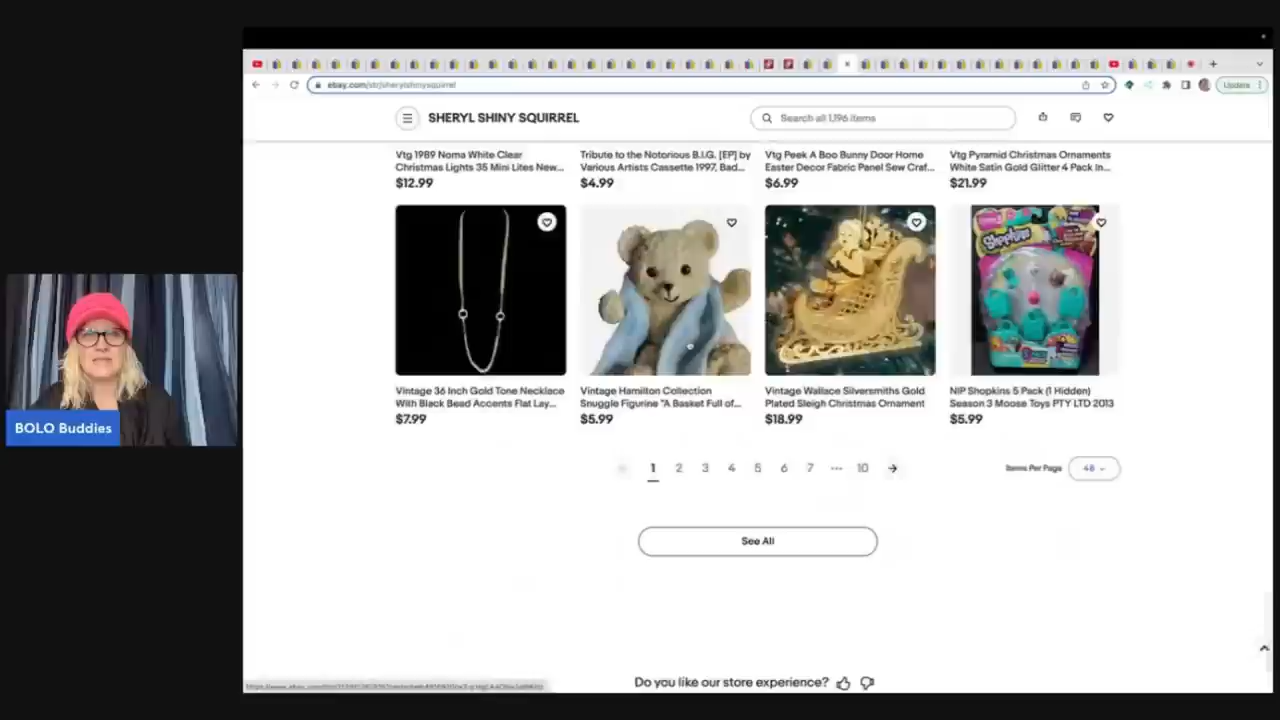 ebay.com/str/sherylshinysquirrel
Update
SHERYL SHINY SQUIRREL
Search all 1,196 items
Vtg 1989 Noma White Clear
Christmas Lights 35 Mini Lites New...
$12.99
Tribute to the Notorious B.I.G. [EP] by
Various Artists Cassette 1997, Bad...
$4.99
Vtg Peek A Boo Bunny Door Home
Easter Decor Fabric Panel Sew Craf...
$6.99
Vtg Pyramid Christmas Ornaments
White Satin Gold Glitter 4 Pack In...
$21.99
Shopkins
Vintage 36 Inch Gold Tone Necklace
With Black Bead Accents Flat Lay...
$7.99
Vintage Hamilton Collection
Snuggle Figurine "A Basket Full of...
$5.99
Vintage Wallace Silversmiths Gold
Plated Sleigh Christmas Ornament
$18.99
NIP Shopkins 5 Pack (1 Hidden)
Season 3 Moose Toys PTY LTD 2013
$5.99
BOLO Buddies
1 2 3 4 5 6 7 ... 10
Items Per Page 48
See All
Do you like our store experience?